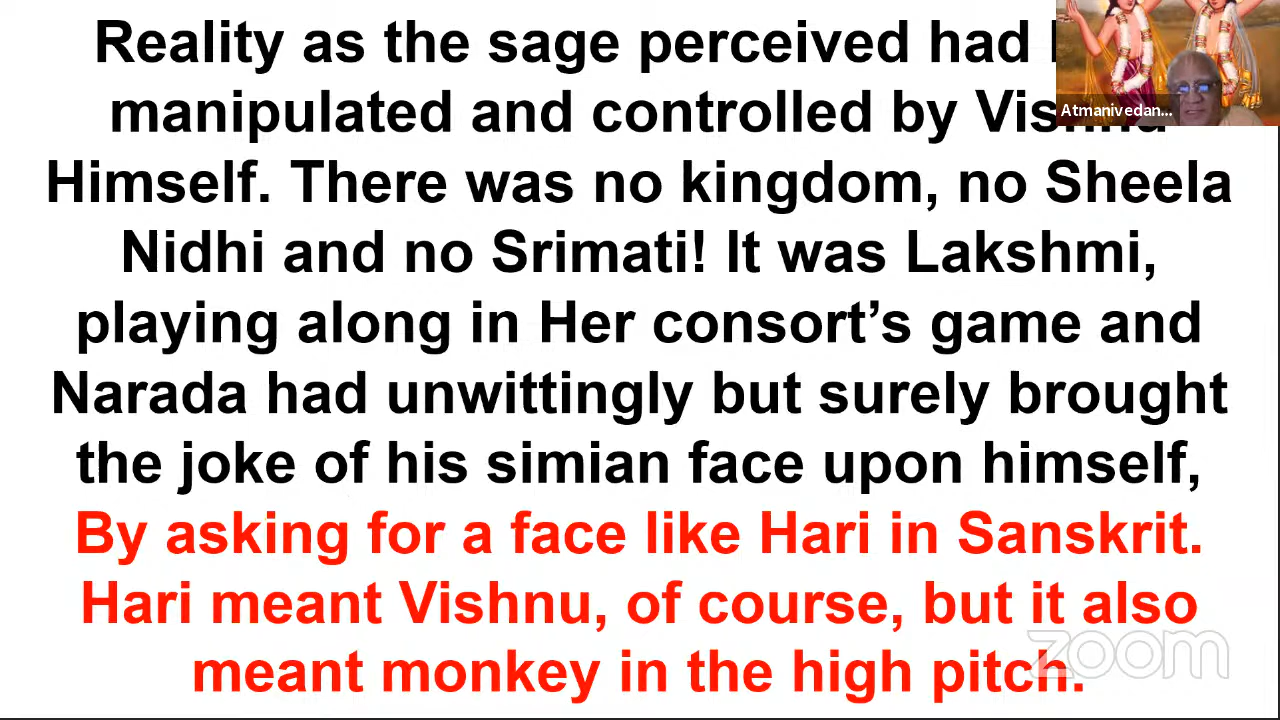 Reality as the sage perceived had
manipulated and controlled by Vishnu
Himself. There was no kingdom, no Sheela
Nidhi and no Srimati! It was Lakshmi,
playing along in Her consort’s game and
Narada had unwittingly but surely brought
the joke of his simian face upon himself,
By asking for a face like Hari in Sanskrit.
Hari meant Vishnu, of course, but it also
meant monkey in the high pitch.
Atmanivedan...
zoom